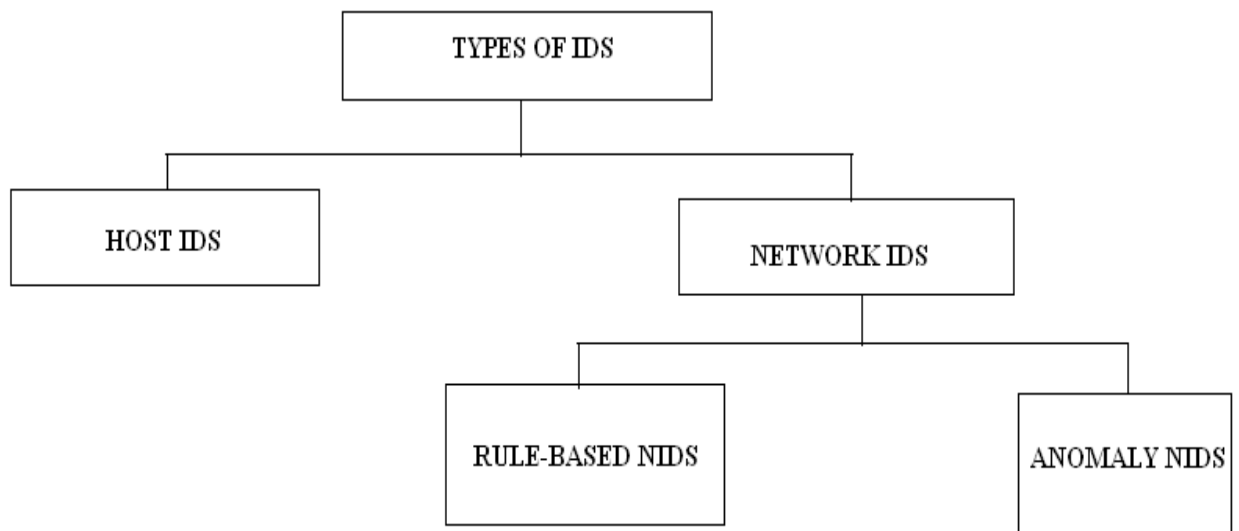 TYPES OF IDS
HOST IDS
NETWORK IDS
RULE-BASED NIDS
ANOMALY NIDS